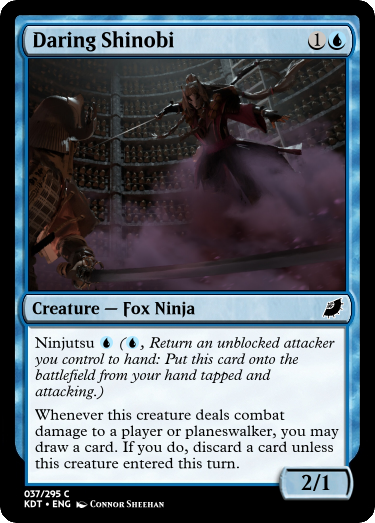 Daring Shinobi 1
Creature — Fox Ninja
Ninjutsu (, Return an unblocked attacker
you control to hand: Put this card onto the
battlefield from your hand tapped and
attacking.)
Whenever this creature deals combat
damage to a player or planeswalker, you may
draw a card. If you do, discard a card unless
this creature entered this turn.
2/1
037/295 C
KDT • ENG Connor Sheehan